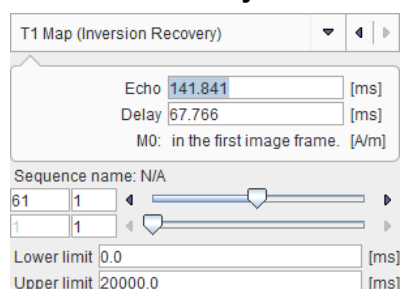 T1 Map (Inversion Recovery)
Echo 141.841 [ms]
Delay 67.766 [ms]
M0: in the first image frame. [A/m]
Sequence name: N/A
61 1
1 1
Lower limit 0.0 [ms]
Upper limit 20000.0 [ms]